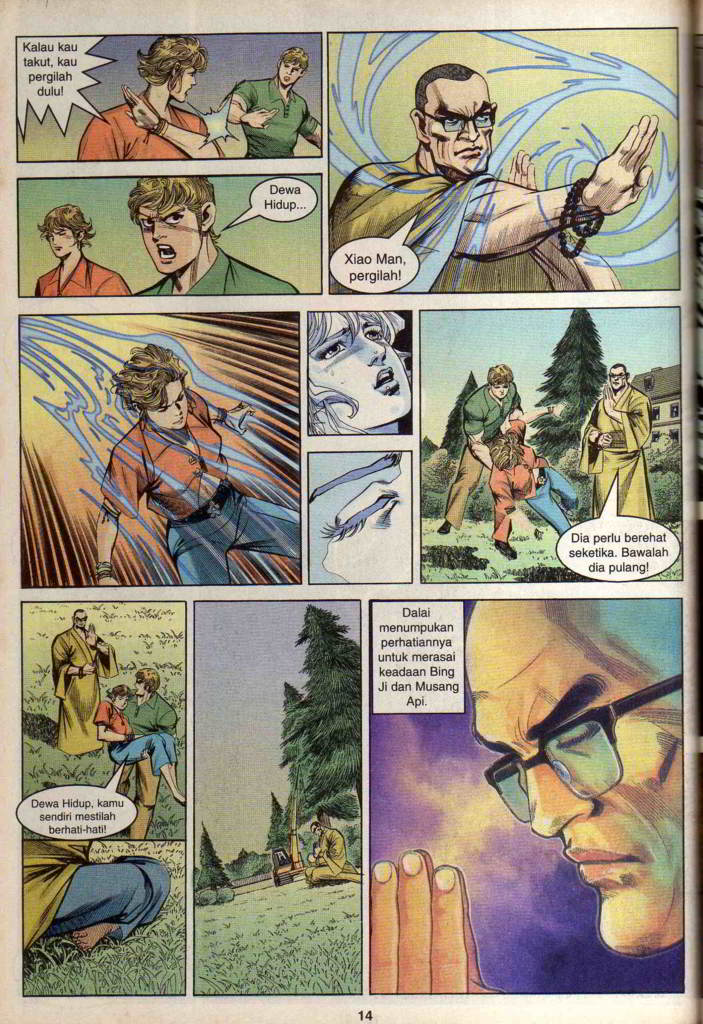 Kalau kau
takut, kau
pergilah
dulu!
Xiao Man,
pergilah!
Dewa
Hidup...
Dia perlu berehat
seketika. Bawalah
dia pulang!
Dewa Hidup, kamu
sendiri mestilah
berhati-hati!
Dalai
menumpukan
perhatiannya
untuk merasai
keadaan Bing
Ji dan Musang
Api.
14